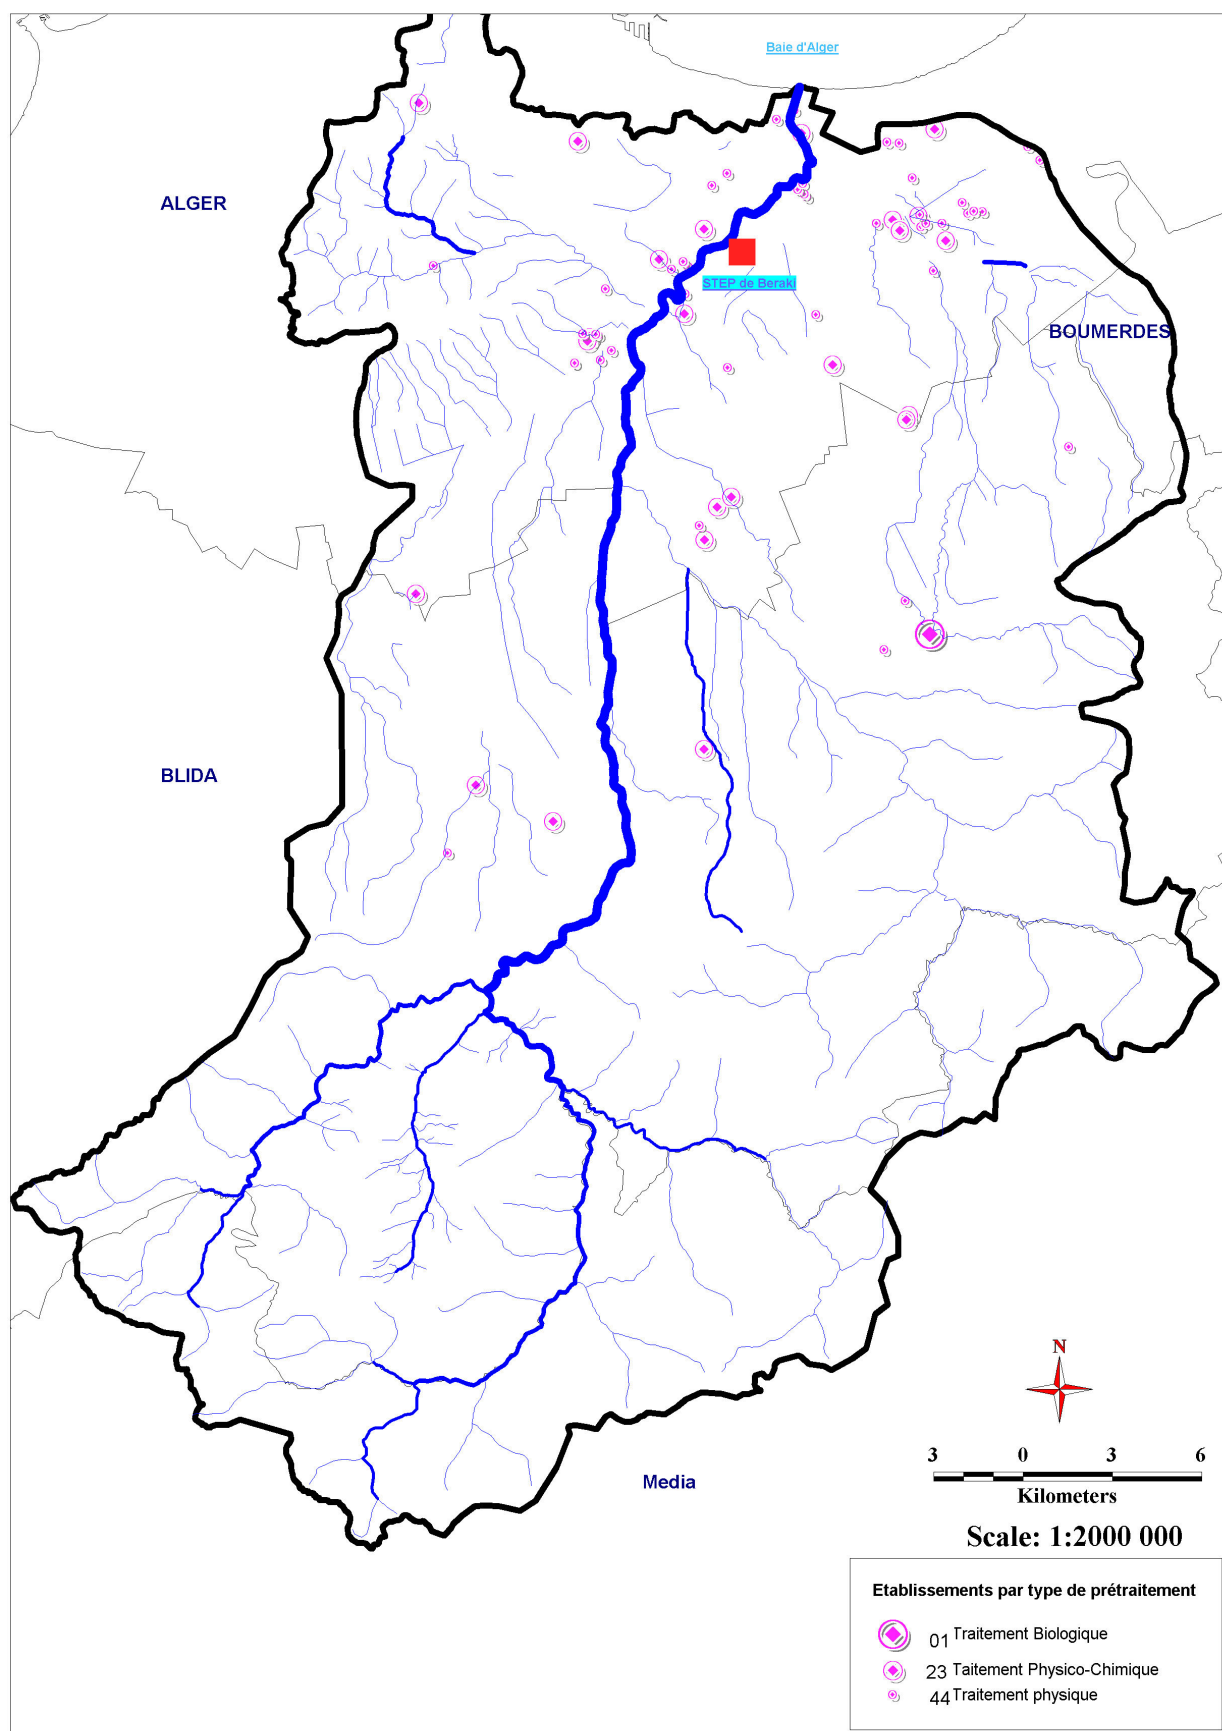 Baie d'Alger
ALGER
STEP de Beraki
BOUMERDES
BLIDA
N
Media
3 0 3 6
Kilometers
Scale: 1:2000 000
Etablissements par type de prétraitement
01 Traitement Biologique
23 Taitement Physico-Chimique
44 Traitement physique